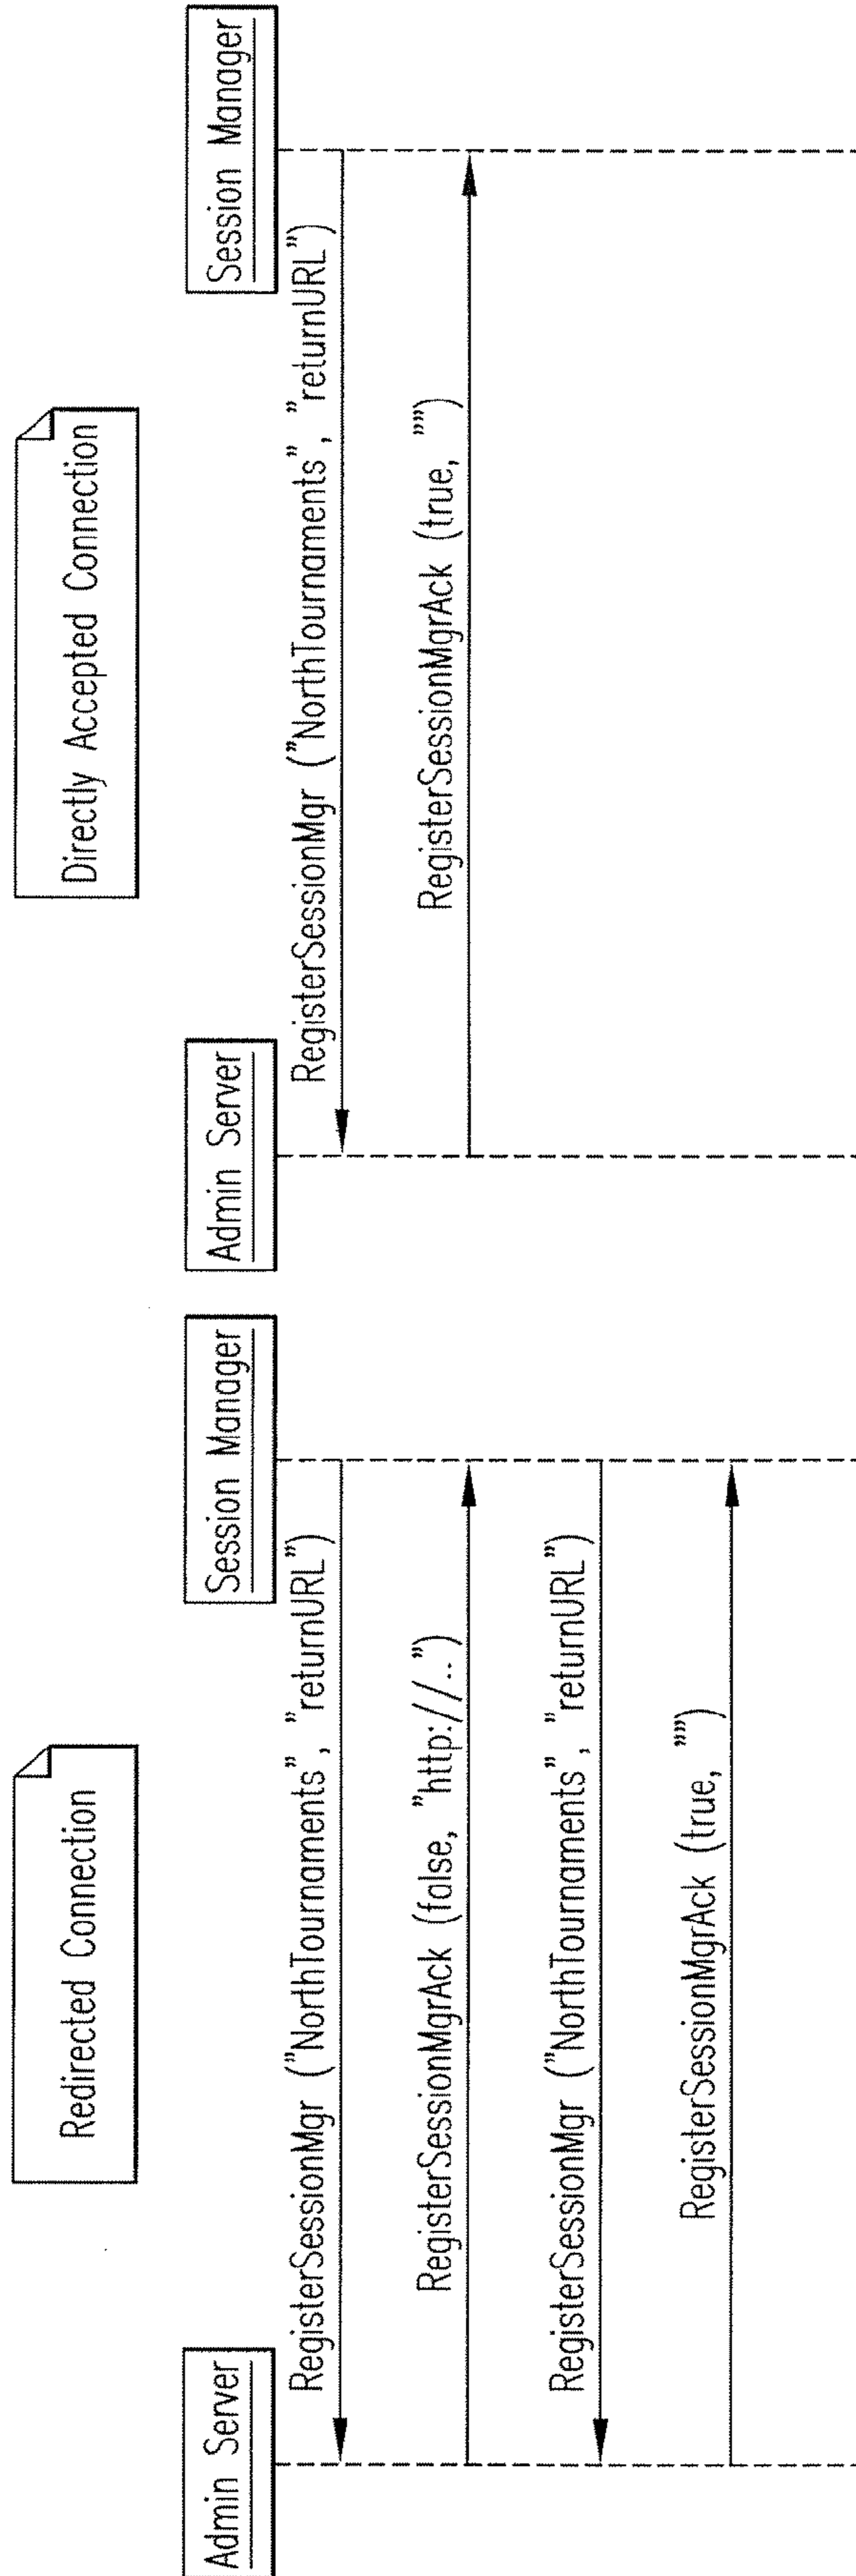 Redirected Connection
Admin Server
Session Manager
RegisterSessionMgr ("NorthTournaments", "returnURL")
RegisterSessionMgrAck (false, "http://..")
RegisterSessionMgr ("NorthTournaments", "returnURL")
RegisterSessionMgrAck (true, "")
Directly Accepted Connection
Admin Server
Session Manager
RegisterSessionMgr ("NorthTournaments", "returnURL")
RegisterSessionMgrAck (true, "")